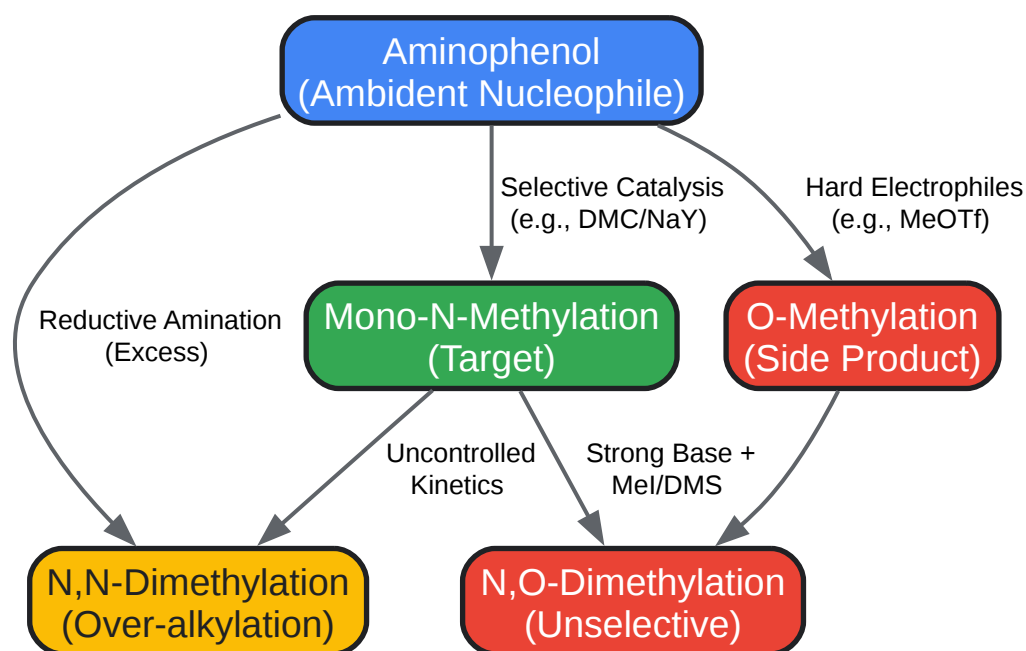 Aminophenol
(Ambident Nucleophile)
Selective Catalysis
(e.g., DMC/NaY)
Hard Electrophiles
(e.g., MeOTf)
Reductive Amination
(Excess)
Mono-N-Methylation
(Target)
O-Methylation
(Side Product)
Uncontrolled
Kinetics
Strong Base +
MeI/DMS
N,N-Dimethylation
(Over-alkylation)
N,O-Dimethylation
(Unselective)